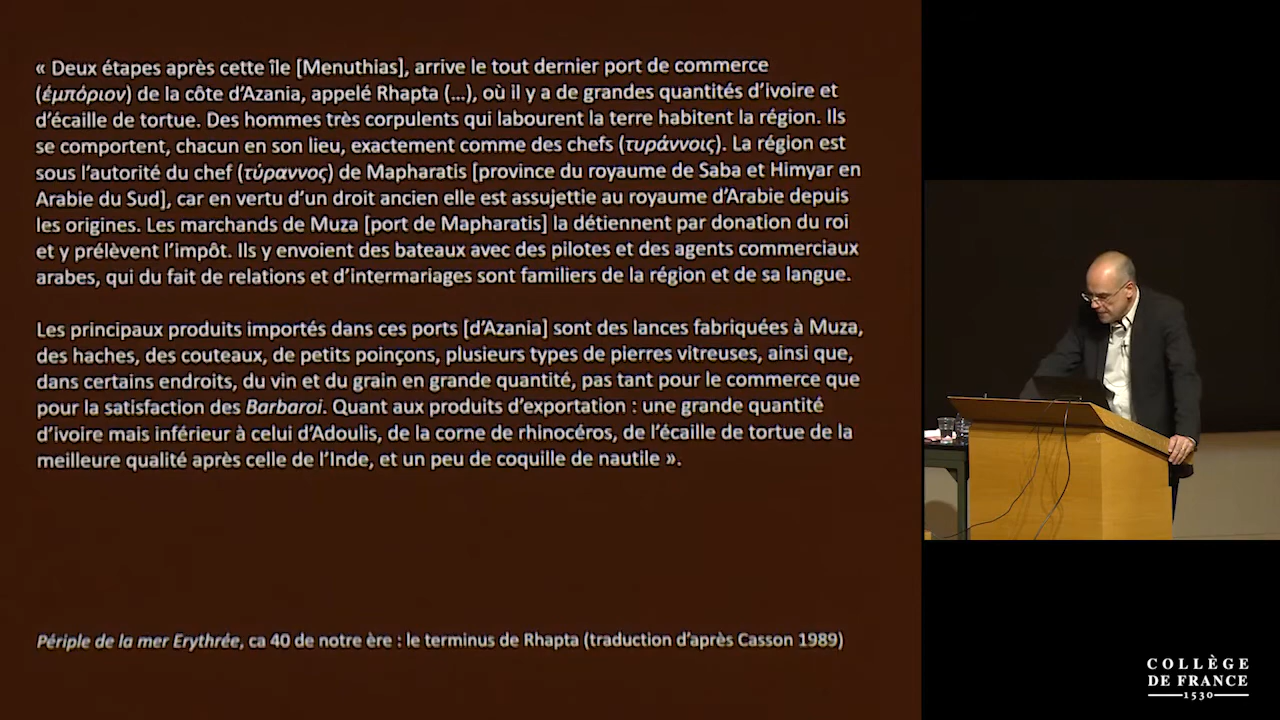 « Deux étapes après cette île [Menuthias], arrive le tout dernier port de commerce
(ἐμπόριον) de la côte d’Azania, appelé Rhapta (…), où il y a de grandes quantités d’ivoire et
d’écaille de tortue. Des hommes très corpulents qui labourent la terre habitent la région. Ils
se comportent, chacun en son lieu, exactement comme des chefs (τυράννοις). La région est
sous l’autorité du chef (τύραννος) de Mapharatis [province du royaume de Saba et Himyar en
Arabie du Sud], car en vertu d’un droit ancien elle est assujettie au royaume d’Arabie depuis
les origines. Les marchands de Muza [port de Mapharatis] la détiennent par donation du roi
et y prélèvent l’impôt. Ils y envoient des bateaux avec des pilotes et des agents commerciaux
arabes, qui du fait de relations et d’intermariages sont familiers de la région et de sa langue.
Les principaux produits importés dans ces ports [d’Azania] sont des lances fabriquées à Muza,
des haches, des couteaux, de petits poinçons, plusieurs types de pierres vitreuses, ainsi que,
dans certains endroits, du vin et du grain en grande quantité, pas tant pour le commerce que
pour la satisfaction des Barbaroi. Quant aux produits d’exportation : une grande quantité
d’ivoire mais inférieur à celui d’Adoulis, de la corne de rhinocéros, de l’écaille de tortue de la
meilleure qualité après celle de l’Inde, et un peu de coquille de nautile ».
Périple de la mer Erythrée, ca 40 de notre ère : le terminus de Rhapta (traduction d’après Casson 1989)
COLLÈGE
DE FRANCE
1530